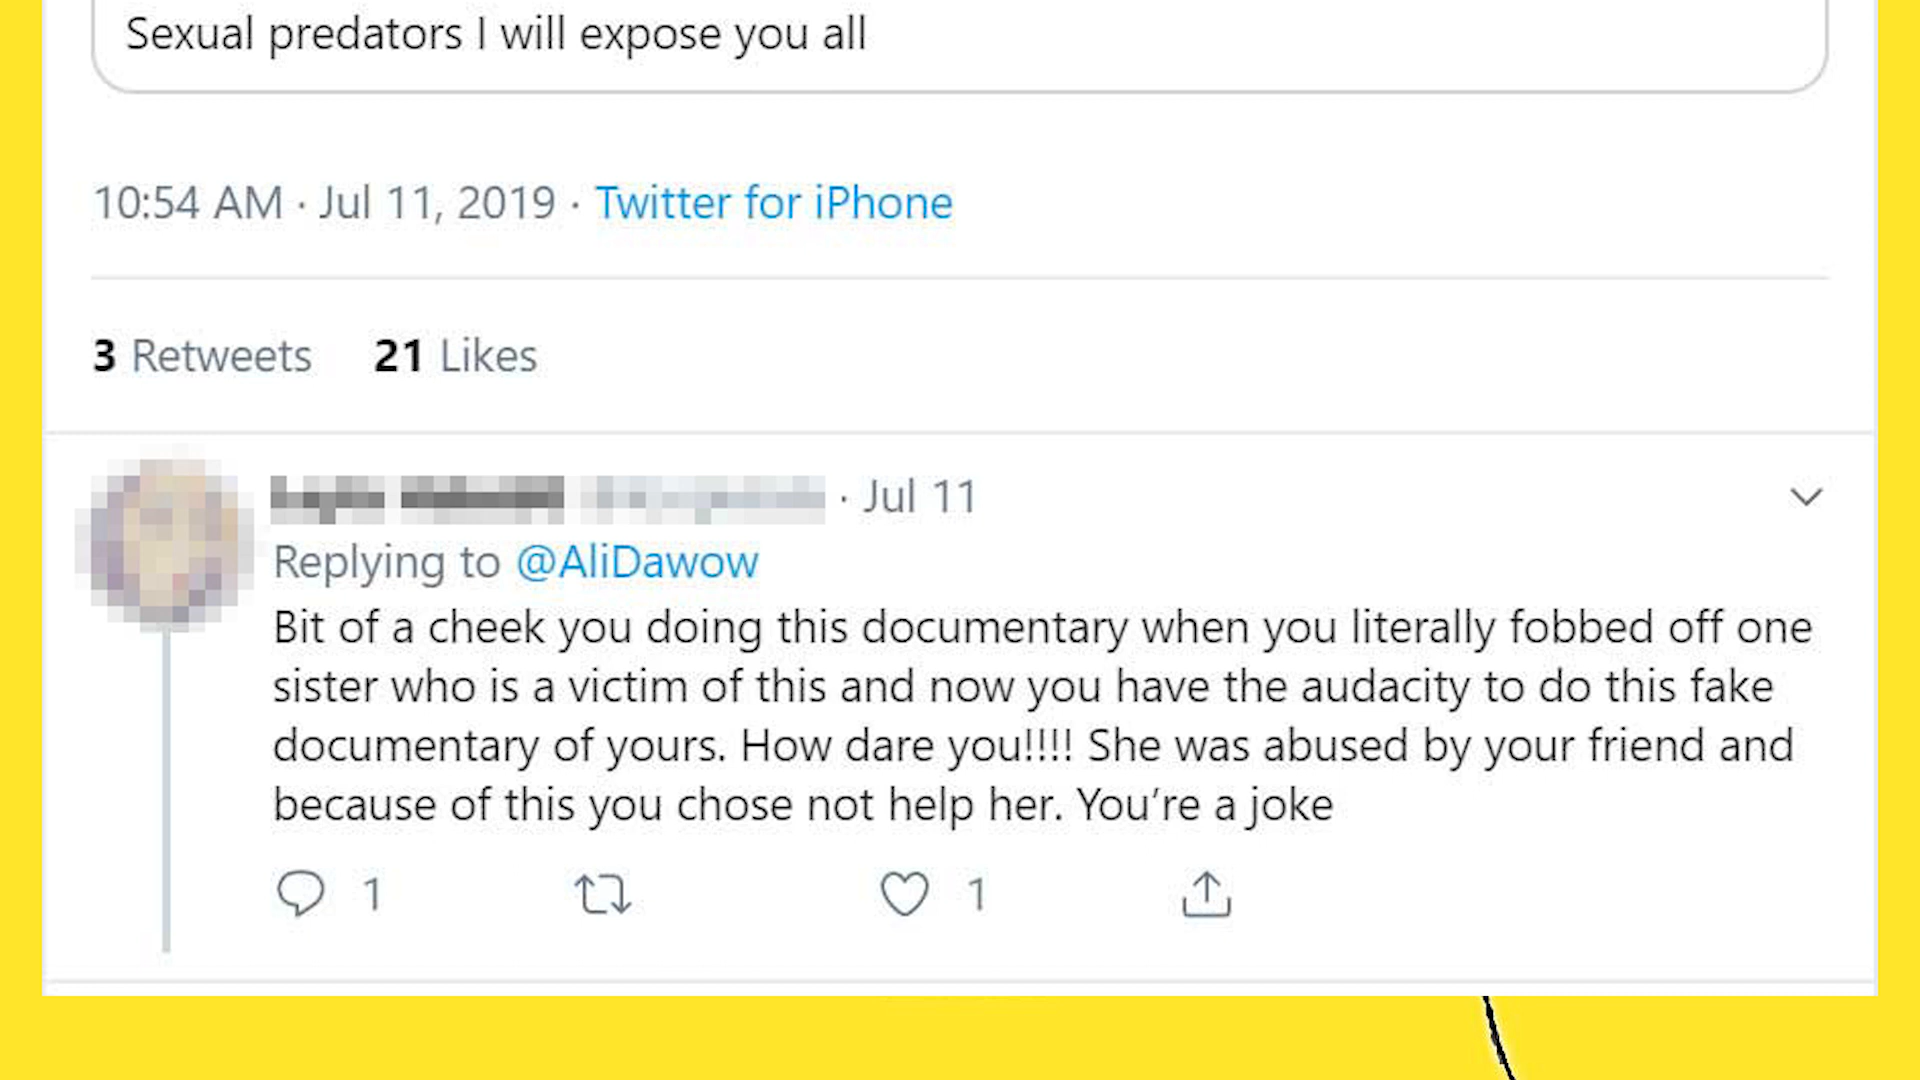 Sexual predators I will expose you all
10:54 AM · Jul 11, 2019 · Twitter for iPhone
3 Retweets 21 Likes
· Jul 11
Replying to @AliDawow
Bit of a cheek you doing this documentary when you literally fobbed off one
sister who is a victim of this and now you have the audacity to do this fake
documentary of yours. How dare you!!!! She was abused by your friend and
because of this you chose not help her. You’re a joke
1 1